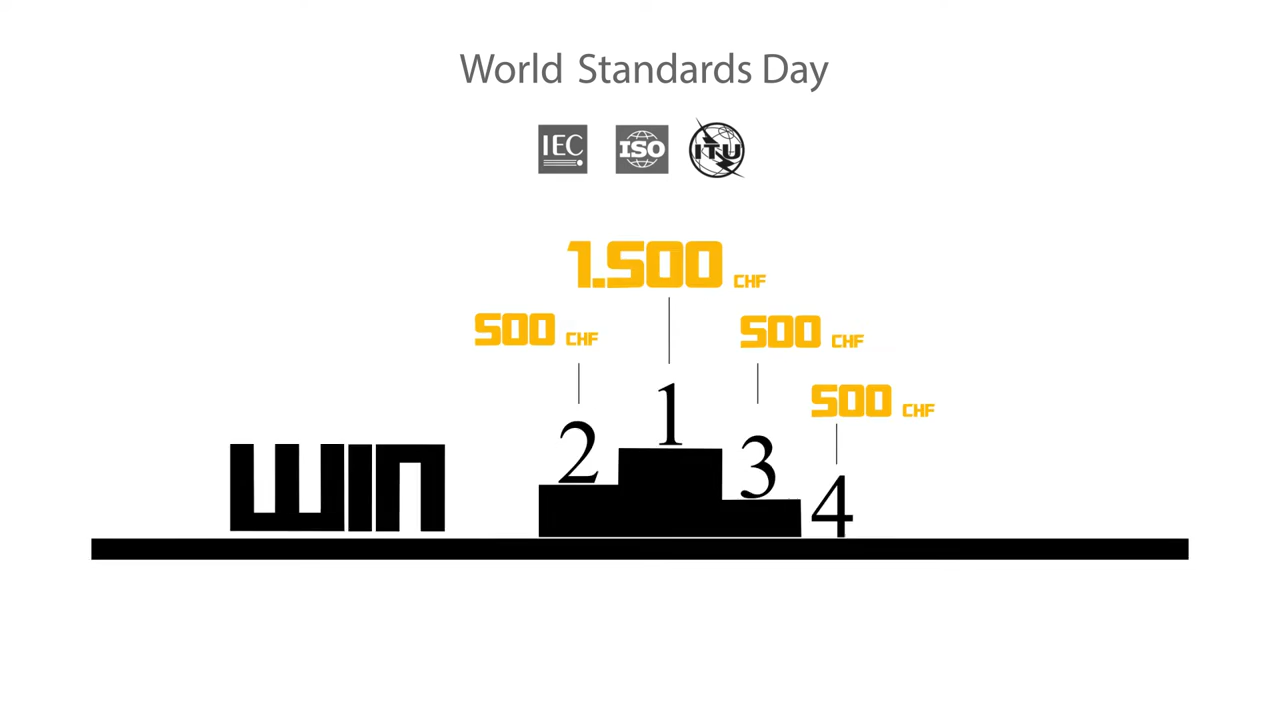 World Standards Day
IEC ISO ITU
1.500 CHF
500 CHF
500 CHF
500 CHF
1
2
3
4
WIN